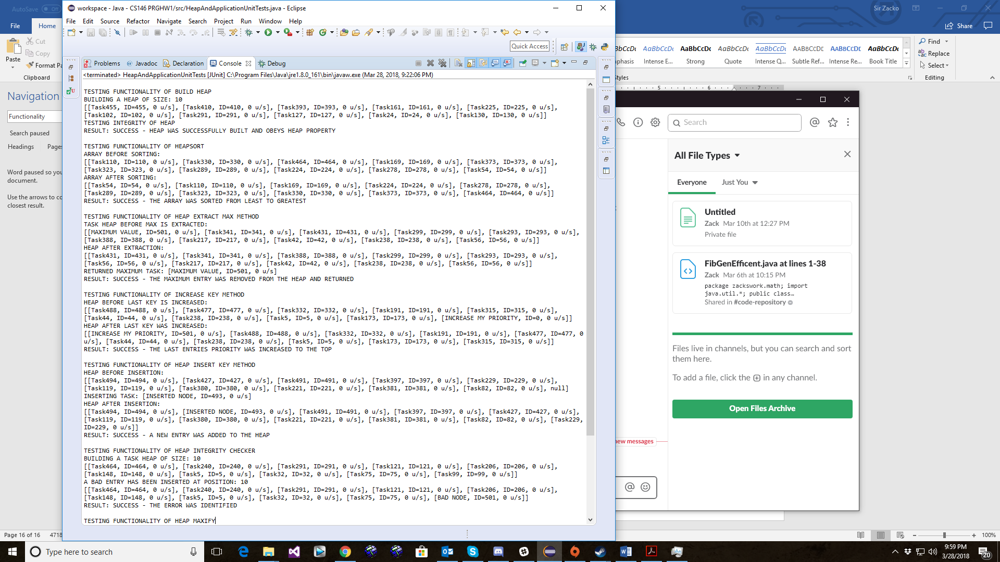 AutoSave Off
workspace - Java - CS146 PRGHW1/src/HeapAndApplicationUnitTests.java - Eclipse
Sir Zacko
File Home
File Edit Source Refactor Navigate Search Project Run Window Help
Share
Cut
Copy
Paste
Format Pa
Clipboard
Quick Access
AaBbCcDc AaBbCcDc AaBbCcDc AaBbCcDc AABBCCDE AABBCCDE AaBbCcDc
phasis Intense E... Strong Quote Intense Q... Subtle Ref... Intense Re... Book Title
Styles
Find
Replace
Select
Editing
Problems Javadoc Declaration Console Debug
<terminated> HeapAndApplicationUnitTests [JUnit] C:\Program Files\Java\jre1.8.0_161\bin\javaw.exe (Mar 28, 2018, 9:22:06 PM)
TESTING FUNCTIONALITY OF BUILD HEAP
BUILDING A HEAP OF SIZE: 10
[[Task455, ID=455, 0 u/s], [Task410, ID=410, 0 u/s], [Task393, ID=393, 0 u/s], [Task161, ID=161, 0 u/s], [Task225, ID=225, 0 u/s],
[Task102, ID=102, 0 u/s], [Task291, ID=291, 0 u/s], [Task127, ID=127, 0 u/s], [Task24, ID=24, 0 u/s], [Task130, ID=130, 0 u/s]]
TESTING INTEGRITY OF HEAP
RESULT: SUCCESS - HEAP WAS SUCCESSFULLY BUILT AND OBEYS HEAP PROPERTY
TESTING FUNCTIONALITY OF HEAPSORT
ARRAY BEFORE SORTING:
[[Task110, ID=110, 0 u/s], [Task330, ID=330, 0 u/s], [Task464, ID=464, 0 u/s], [Task169, ID=169, 0 u/s], [Task373, ID=373, 0 u/s],
[Task323, ID=323, 0 u/s], [Task289, ID=289, 0 u/s], [Task224, ID=224, 0 u/s], [Task278, ID=278, 0 u/s], [Task54, ID=54, 0 u/s]]
ARRAY AFTER SORTING:
[[Task54, ID=54, 0 u/s], [Task110, ID=110, 0 u/s], [Task169, ID=169, 0 u/s], [Task224, ID=224, 0 u/s], [Task278, ID=278, 0 u/s],
[Task289, ID=289, 0 u/s], [Task323, ID=323, 0 u/s], [Task330, ID=330, 0 u/s], [Task373, ID=373, 0 u/s], [Task464, ID=464, 0 u/s]]
RESULT: SUCCESS - THE ARRAY WAS SORTED FROM LEAST TO GREATEST
TESTING FUNCTIONALITY OF HEAP EXTRACT MAX METHOD
TASK HEAP BEFORE MAX IS EXTRACTED:
[[MAXIMUM VALUE, ID=501, 0 u/s], [Task341, ID=341, 0 u/s], [Task431, ID=431, 0 u/s], [Task299, ID=299, 0 u/s], [Task293, ID=293, 0 u/s],
[Task388, ID=388, 0 u/s], [Task217, ID=217, 0 u/s], [Task42, ID=42, 0 u/s], [Task238, ID=238, 0 u/s], [Task56, ID=56, 0 u/s]]
HEAP AFTER EXTRACTION:
[[Task431, ID=431, 0 u/s], [Task341, ID=341, 0 u/s], [Task388, ID=388, 0 u/s], [Task299, ID=299, 0 u/s], [Task293, ID=293, 0 u/s],
[Task56, ID=56, 0 u/s], [Task217, ID=217, 0 u/s], [Task42, ID=42, 0 u/s], [Task238, ID=238, 0 u/s], [Task56, ID=56, 0 u/s]]
RETURNED MAXIMUM TASK: [MAXIMUM VALUE, ID=501, 0 u/s]
RESULT: SUCCESS - THE MAXIMUM ENTRY WAS REMOVED FROM THE HEAP AND RETURNED
TESTING FUNCTIONALITY OF INCREASE KEY METHOD
HEAP BEFORE LAST KEY IS INCREASED:
[[Task488, ID=488, 0 u/s], [Task477, ID=477, 0 u/s], [Task332, ID=332, 0 u/s], [Task191, ID=191, 0 u/s], [Task315, ID=315, 0 u/s],
[Task44, ID=44, 0 u/s], [Task238, ID=238, 0 u/s], [Task5, ID=5, 0 u/s], [Task173, ID=173, 0 u/s], [INCREASE MY PRIORITY, ID=0, 0 u/s]]
HEAP AFTER LAST KEY WAS INCREASED:
[[INCREASE MY PRIORITY, ID=501, 0 u/s], [Task488, ID=488, 0 u/s], [Task332, ID=332, 0 u/s], [Task191, ID=191, 0 u/s], [Task477, ID=477, 0
u/s], [Task44, ID=44, 0 u/s], [Task238, ID=238, 0 u/s], [Task5, ID=5, 0 u/s], [Task173, ID=173, 0 u/s], [Task315, ID=315, 0 u/s]]
RESULT: SUCCESS - THE LAST ENTRIES PRIORITY WAS INCREASED TO THE TOP
TESTING FUNCTIONALITY OF HEAP INSERT KEY METHOD
HEAP BEFORE INSERTION:
[[Task494, ID=494, 0 u/s], [Task427, ID=427, 0 u/s], [Task491, ID=491, 0 u/s], [Task397, ID=397, 0 u/s], [Task229, ID=229, 0 u/s],
[Task119, ID=119, 0 u/s], [Task380, ID=380, 0 u/s], [Task221, ID=221, 0 u/s], [Task381, ID=381, 0 u/s], [Task82, ID=82, 0 u/s], null]
INSERTING TASK: [INSERTED NODE, ID=493, 0 u/s]
HEAP AFTER INSERTION:
[[Task494, ID=494, 0 u/s], [INSERTED NODE, ID=493, 0 u/s], [Task491, ID=491, 0 u/s], [Task397, ID=397, 0 u/s], [Task427, ID=427, 0 u/s],
[Task119, ID=119, 0 u/s], [Task380, ID=380, 0 u/s], [Task221, ID=221, 0 u/s], [Task381, ID=381, 0 u/s], [Task82, ID=82, 0 u/s], [Task229,
ID=229, 0 u/s]]
RESULT: SUCCESS - A NEW ENTRY WAS ADDED TO THE HEAP
TESTING FUNCTIONALITY OF HEAP INTEGRITY CHECKER
BUILDING A TASK HEAP OF SIZE: 10
[[Task464, ID=464, 0 u/s], [Task240, ID=240, 0 u/s], [Task291, ID=291, 0 u/s], [Task121, ID=121, 0 u/s], [Task206, ID=206, 0 u/s],
[Task148, ID=148, 0 u/s], [Task5, ID=5, 0 u/s], [Task32, ID=32, 0 u/s], [Task75, ID=75, 0 u/s], [Task99, ID=99, 0 u/s]]
A BAD ENTRY HAS BEEN INSERTED AT POSITION: 10
[[Task464, ID=464, 0 u/s], [Task240, ID=240, 0 u/s], [Task291, ID=291, 0 u/s], [Task121, ID=121, 0 u/s], [Task206, ID=206, 0 u/s],
[Task148, ID=148, 0 u/s], [Task5, ID=5, 0 u/s], [Task32, ID=32, 0 u/s], [Task75, ID=75, 0 u/s], [BAD NODE, ID=501, 0 u/s]]
RESULT: SUCCESS - THE ERROR WAS IDENTIFIED
TESTING FUNCTIONALITY OF HEAP MAXIFY
Navigation
Functionality
Search paused
Headings Pages
Word paused so you
document.
Use the arrows to co
closest result.
5 6 7
Search
All File Types
Everyone Just You
Untitled
Zack Mar 10th at 12:27 PM
Private file
FibGenEfficent.java at lines 1-38
Zack Mar 6th at 10:15 PM
package zackswork.math; import
java.util.*; public class…
Shared in #code-repository
Files live in channels, but you can search and sort
them here.
To add a file, click the in any channel.
Open Files Archive
new messages
Page 16 of 16 4718
100%
Type here to search
9:59 PM
3/28/2018
20